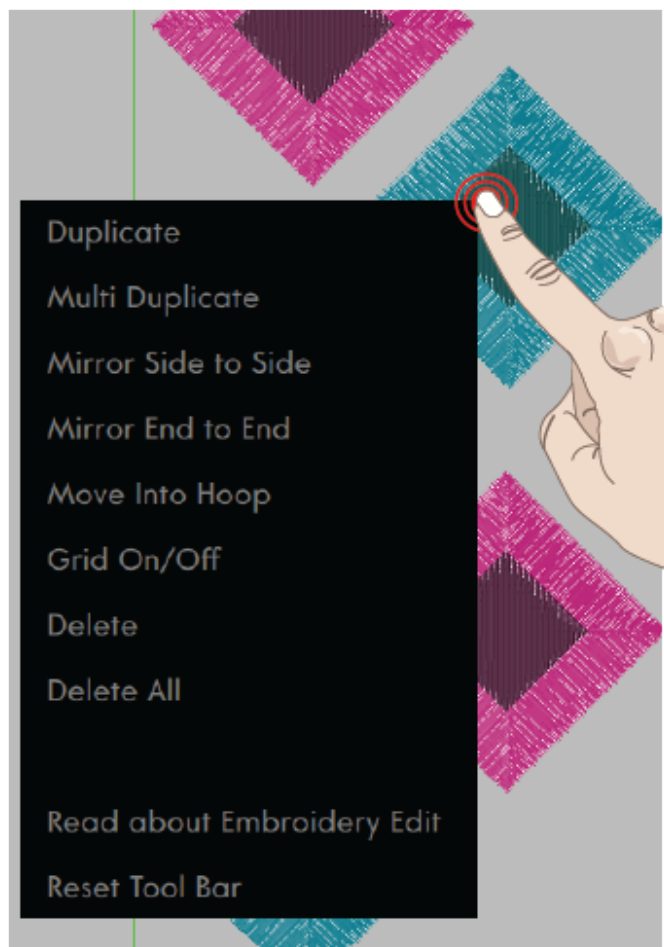 Duplicate
Multi Duplicate
Mirror Side to Side
Mirror End to End
Move Into Hoop
Grid On/Off
Delete
Delete All
Read about Embroidery Edit
Reset Tool Bar